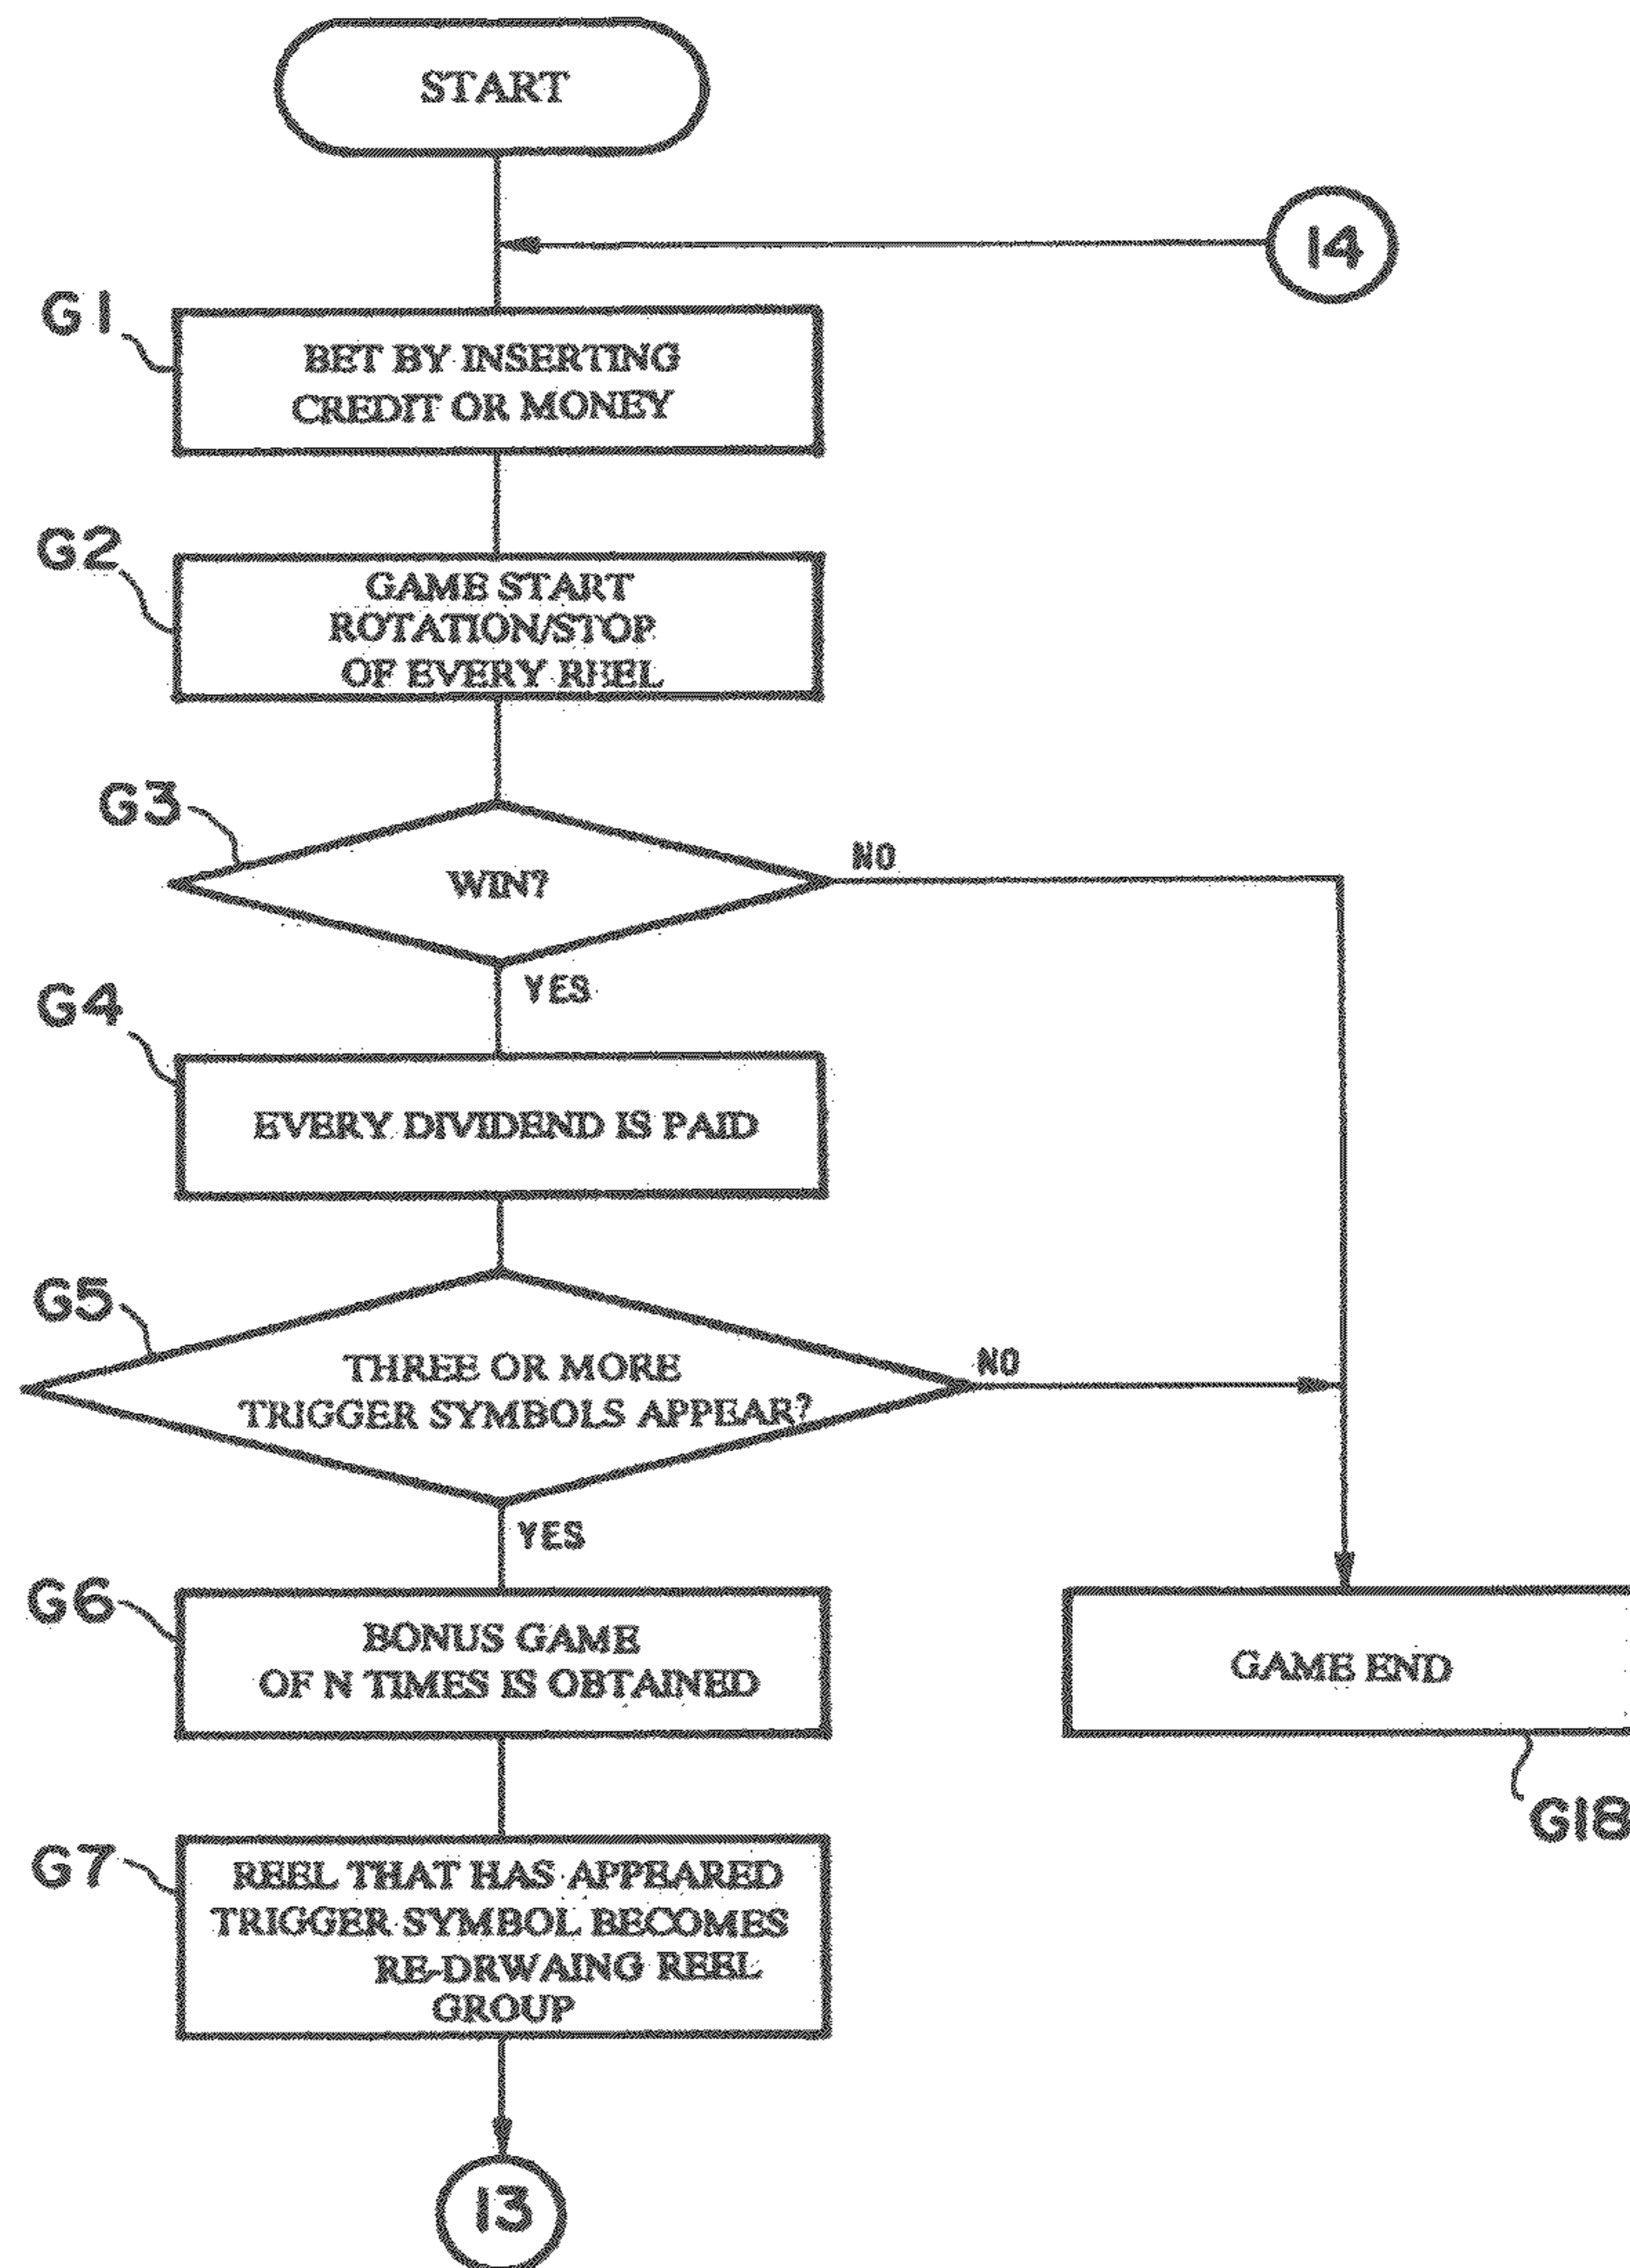 START
14
G1
BET BY INSERTING
CREDIT OR MONEY
G2
GAME START
ROTATION/STOP
OF EVERY REEL
G3
WIN?
NO
YES
G4
EVERY DIVIDEND IS PAID
G5
THREE OR MORE
TRIGGER SYMBOLS APPEAR?
NO
YES
G6
BONUS GAME
OF N TIMES IS OBTAINED
GAME END
G18
G7
REEL THAT HAS APPEARED
TRIGGER SYMBOL BECOMES
RE-DRWAING REEL
GROUP
13